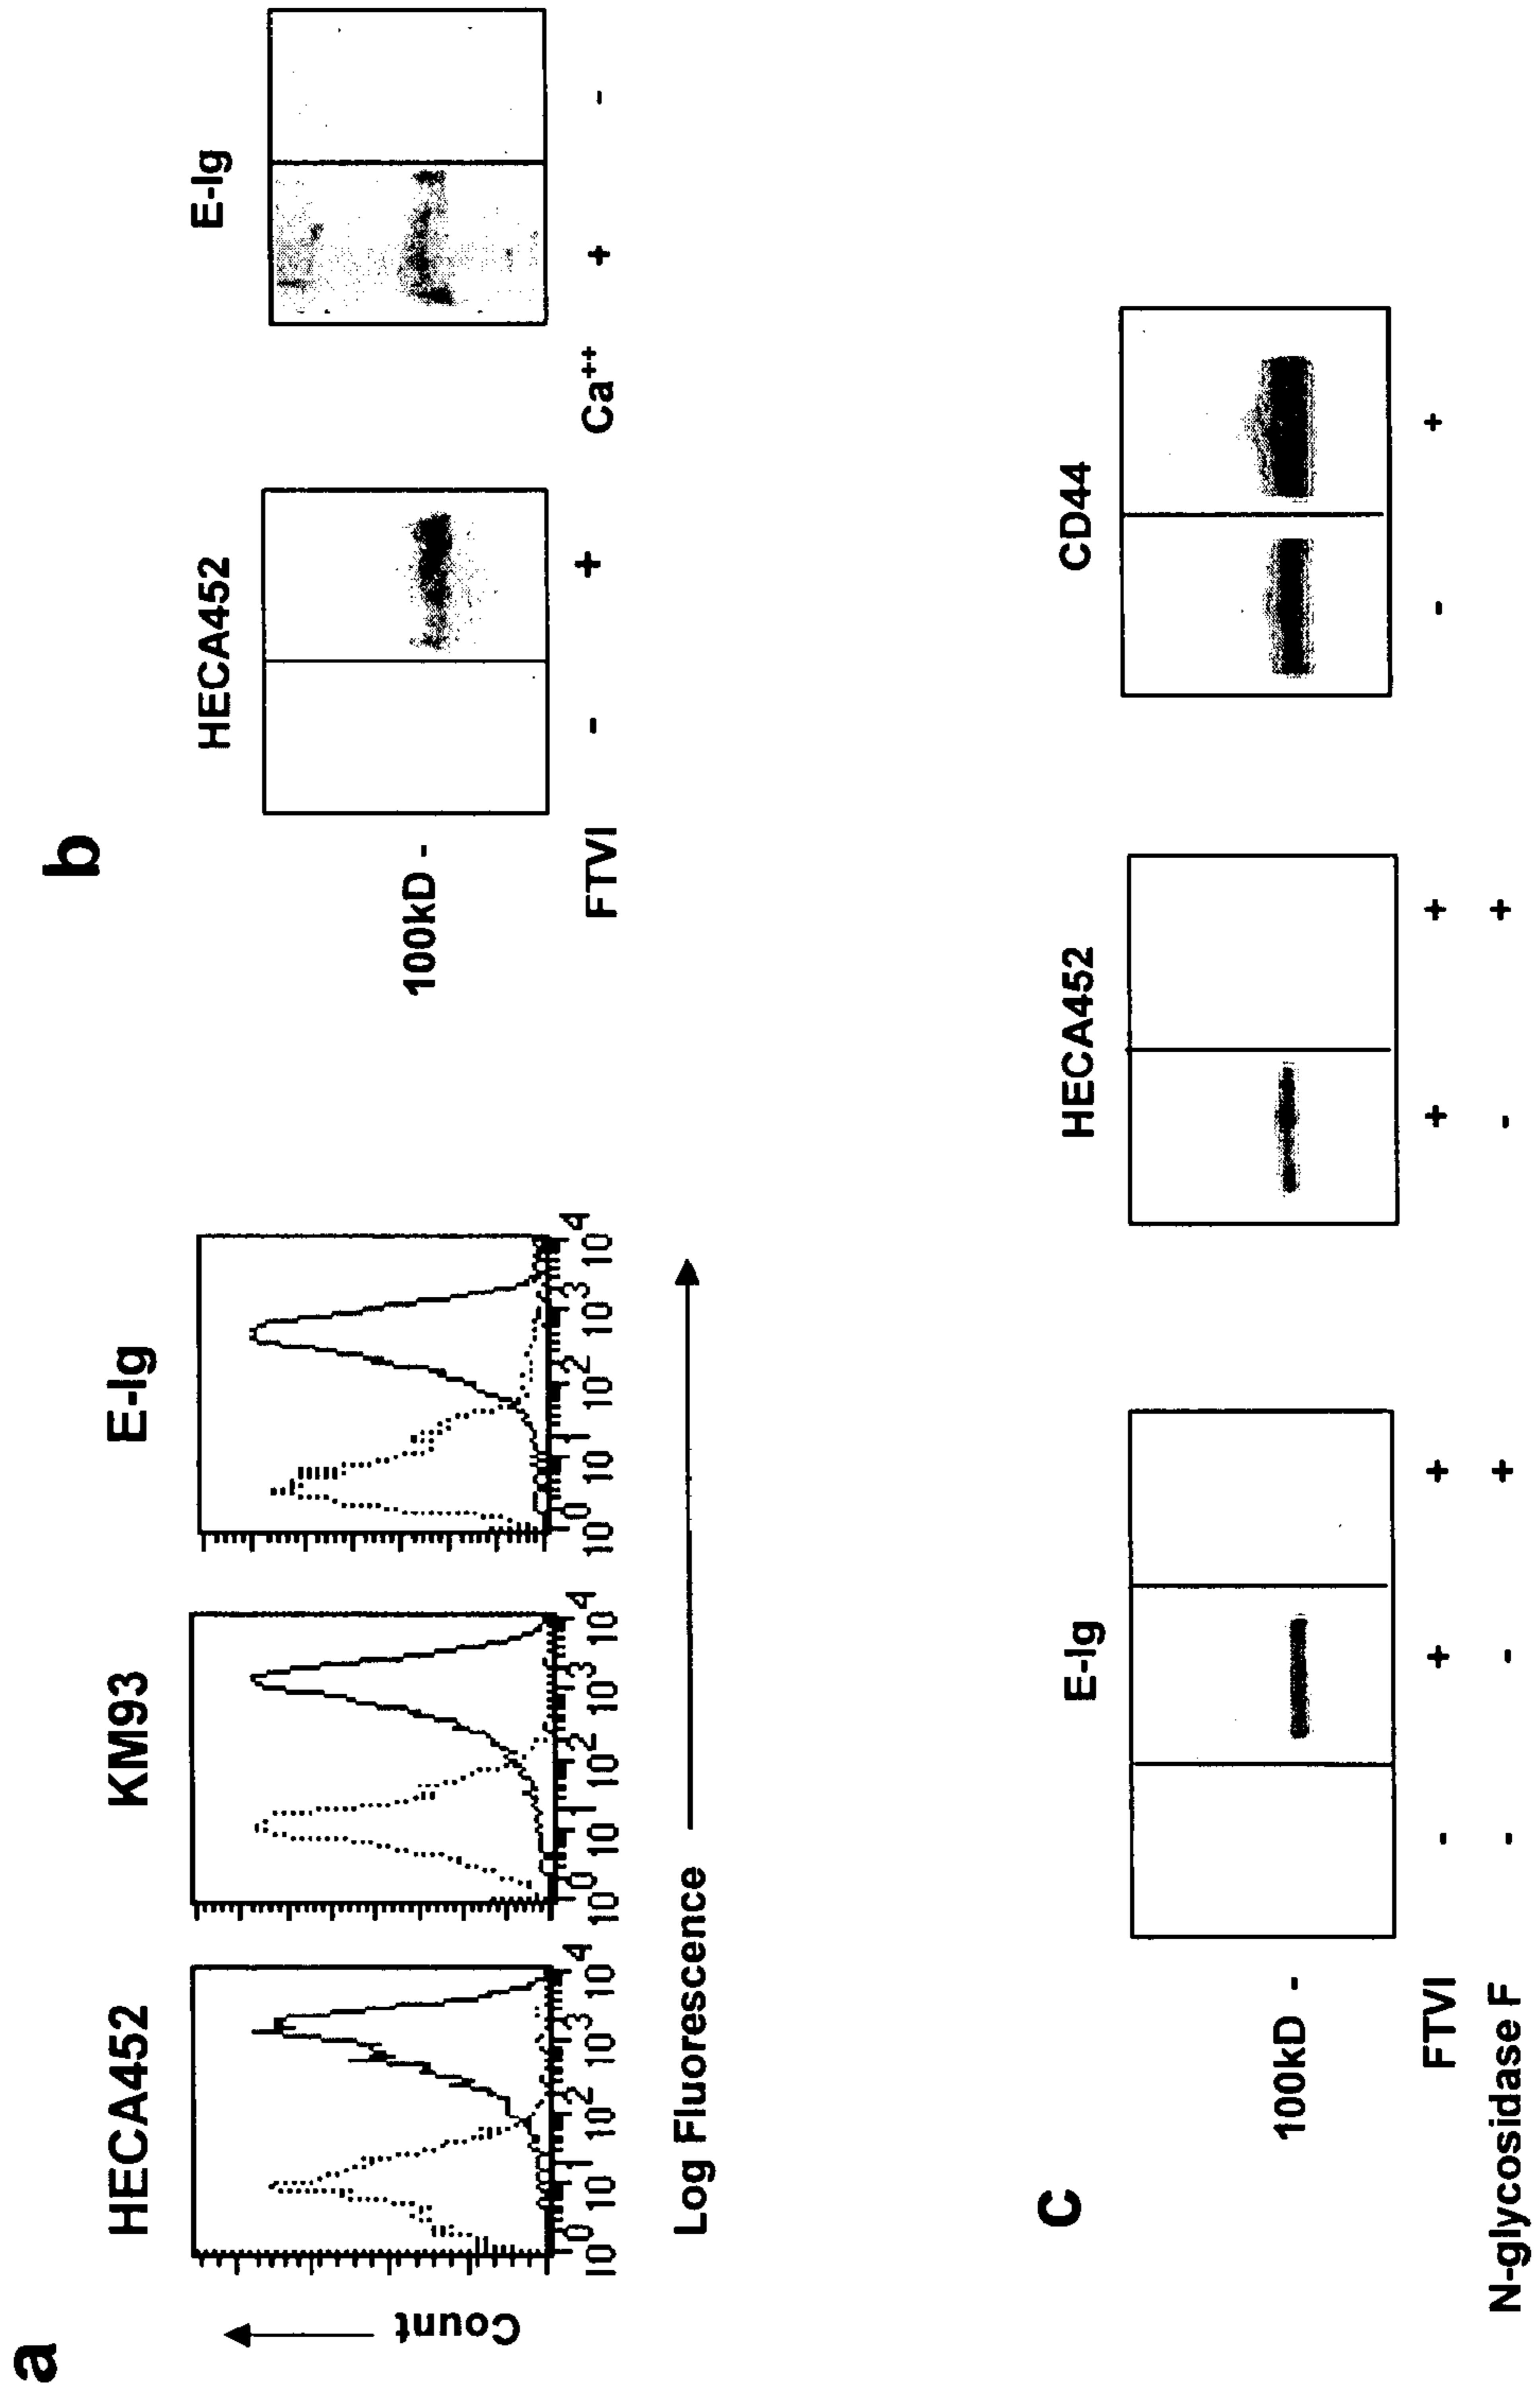 a
HECA452 KM93 E-Ig
Count
10^0 10^1 10^2 10^3 10^4 10^0 10^1 10^2 10^3 10^4 10^0 10^1 10^2 10^3 10^4
Log Fluorescence
b
HECA452 E-Ig
100kD -
FTVI - + Ca++ + -
c
E-Ig HECA452 CD44
100kD -
FTVI - + + + + - +
N-glycosidase F - - + - +